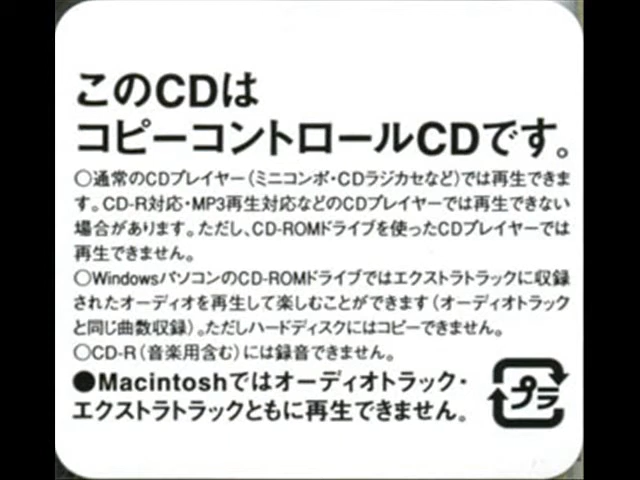 このCDは
コピーコントロールCDです。
○通常のCDプレイヤー(ミニコンポ・CDラジカセなど)では再生できま
す。CD-R対応・MP3再生対応などのCDプレイヤーでは再生できない
場合があります。ただし、CD-ROMドライブを使ったCDプレイヤーでは
再生できません。
○WindowsパソコンのCD-ROMドライブではエクストラトラックに収録
されたオーディオを再生して楽しむことができます(オーディオトラック
と同じ曲数収録)。ただしハードディスクにはコピーできません。
○CD-R(音楽用含む)には録音できません。
●Macintoshではオーディオトラック・
エクストラトラックともに再生できません。
プラ